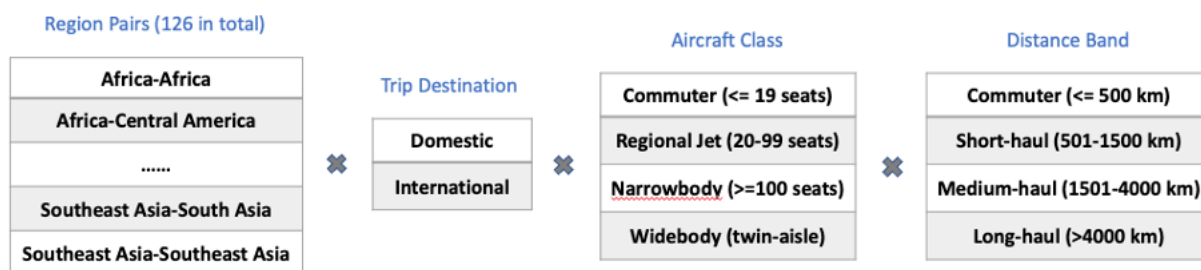 Region Pairs (126 in total)
Africa-Africa
Africa-Central America
......
Southeast Asia-South Asia
Southeast Asia-Southeast Asia
Trip Destination
Domestic
International
Aircraft Class
Commuter (<= 19 seats)
Regional Jet (20-99 seats)
Narrowbody (>=100 seats)
Widebody (twin-aisle)
Distance Band
Commuter (<= 500 km)
Short-haul (501-1500 km)
Medium-haul (1501-4000 km)
Long-haul (>4000 km)